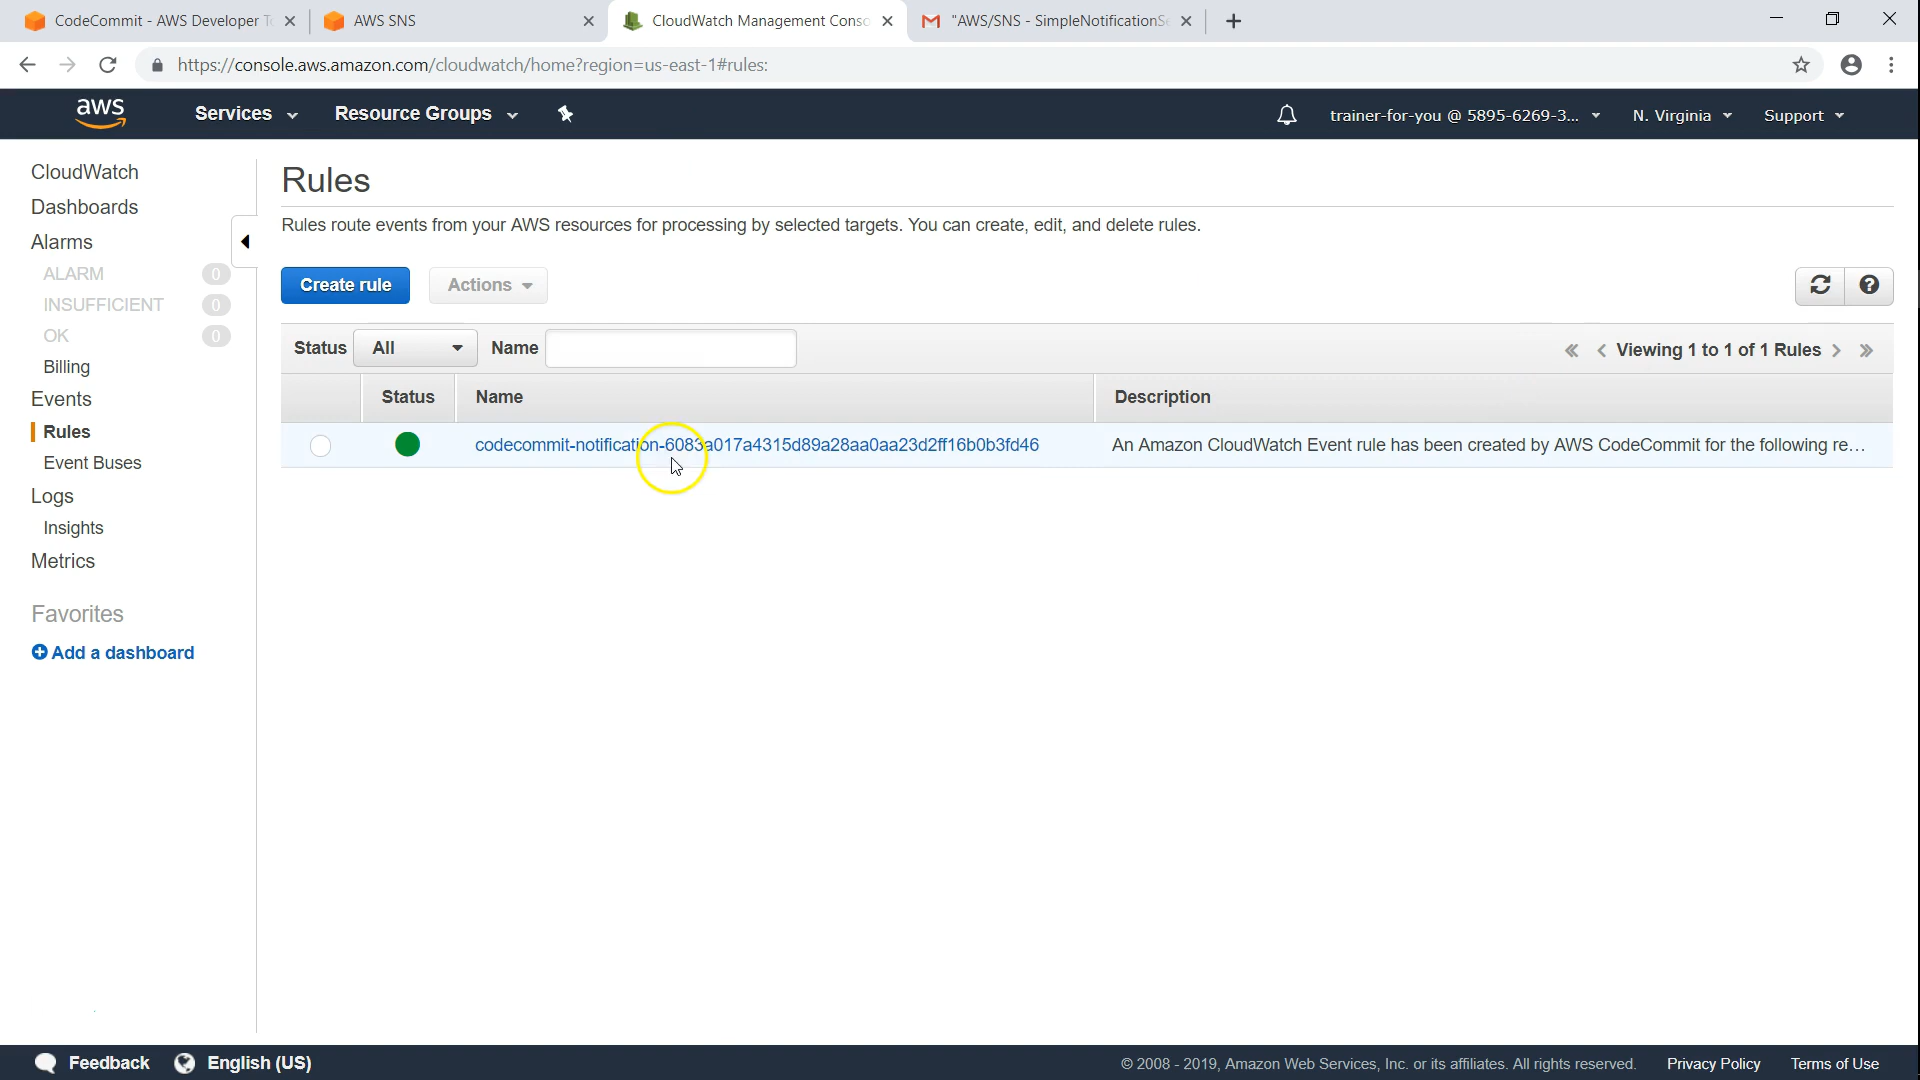 CodeCommit - AWS Developer To
AWS SNS
CloudWatch Management Conso
"AWS/SNS - SimpleNotificationSe
https://console.aws.amazon.com/cloudwatch/home?region=us-east-1#rules:
aws
Services
Resource Groups
trainer-for-you @ 5895-6269-3...
N. Virginia
Support
CloudWatch
Dashboards
Alarms
ALARM 0
INSUFFICIENT 0
OK 0
Billing
Events
Rules
Event Buses
Logs
Insights
Metrics
Favorites
Add a dashboard
Rules
Rules route events from your AWS resources for processing by selected targets. You can create, edit, and delete rules.
Create rule
Actions
Status All Name
« < Viewing 1 to 1 of 1 Rules > »
Status Name Description
codecommit-notification-6083a017a4315d89a28aa0aa23d2ff16b0b3fd46 An Amazon CloudWatch Event rule has been created by AWS CodeCommit for the following re...
Feedback
English (US)
© 2008 - 2019, Amazon Web Services, Inc. or its affiliates. All rights reserved.
Privacy Policy
Terms of Use